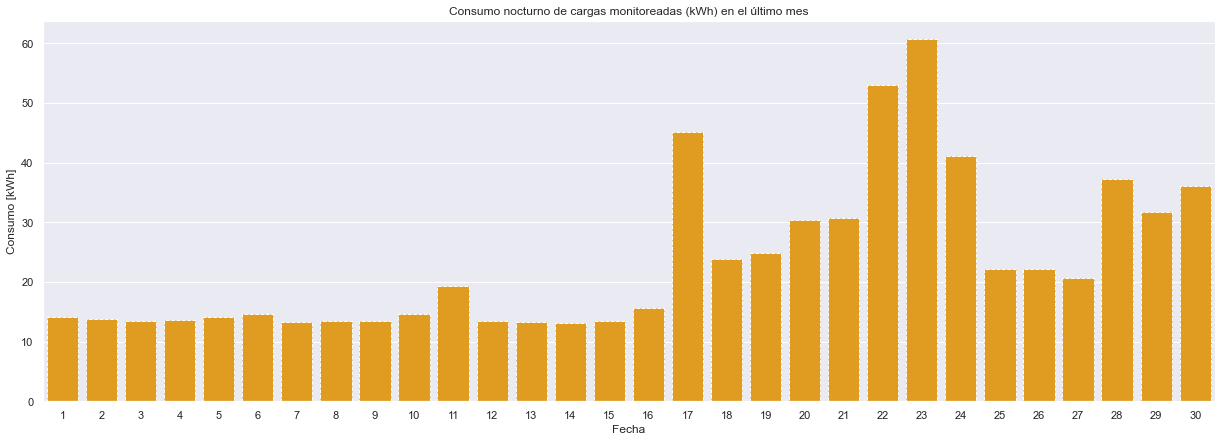 Consumo nocturno de cargas monitoreadas (kWh) en el último mes
Consumo [kWh]
60
50
40
30
20
10
0
1 2 3 4 5 6 7 8 9 10 11 12 13 14 15 16 17 18 19 20 21 22 23 24 25 26 27 28 29 30
Fecha